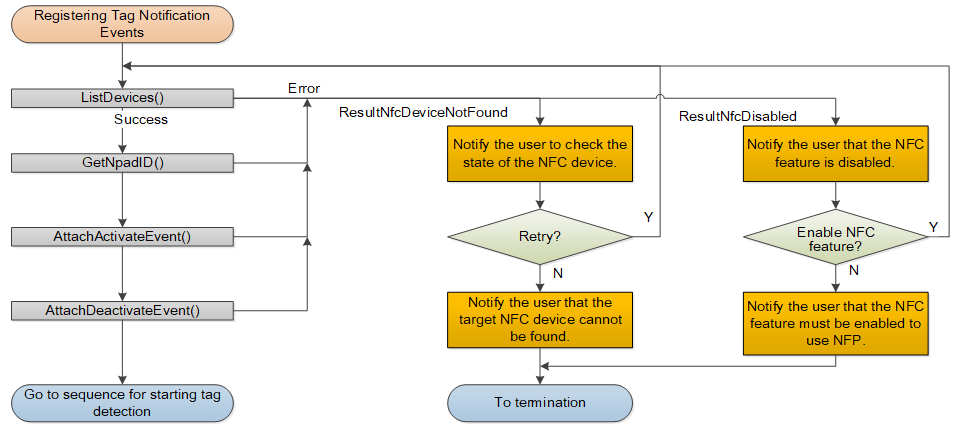 Registering Tag Notification
Events
ListDevices()
Error
Success
ResultNfcDeviceNotFound
ResultNfcDisabled
GetNpadID()
Notify the user to check the
state of the NFC device.
Notify the user that the NFC
feature is disabled.
AttachActivateEvent()
Retry?
Y
Enable NFC
feature?
Y
N
N
AttachDeactivateEvent()
Notify the user that the
target NFC device cannot
be found.
Notify the user that the NFC
feature must be enabled to
use NFP.
Go to sequence for starting tag
detection
To termination